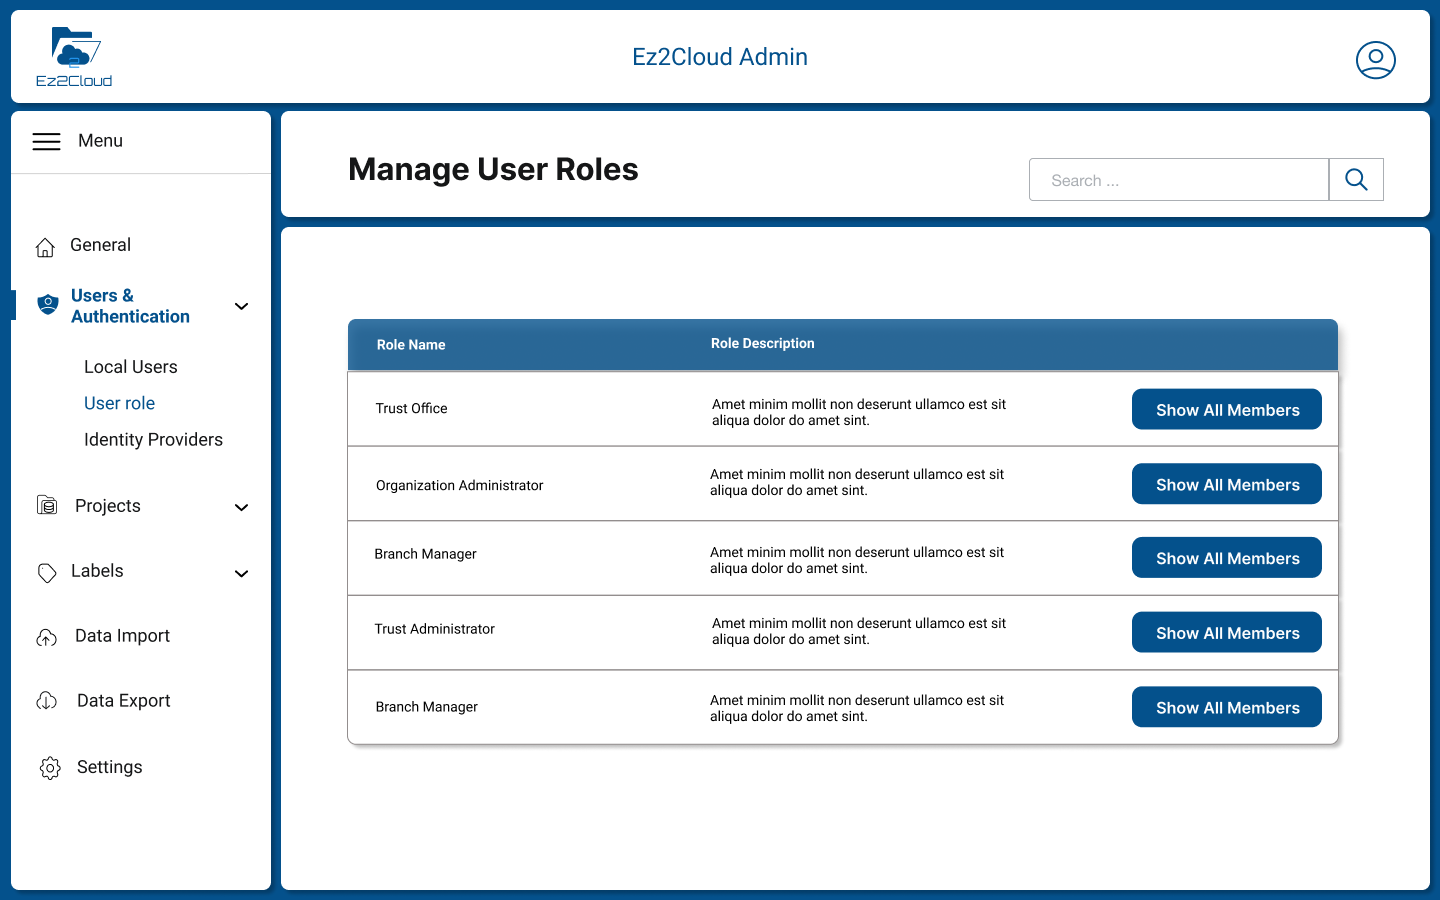 Ez2Cloud
Ez2Cloud Admin
Menu
General
Users &
Authentication
Local Users
User role
Identity Providers
Projects
Labels
Data Import
Data Export
Settings
Manage User Roles
Search ...
Role Name
Role Description
Trust Office
Amet minim mollit non deserunt ullamco est sit
aliqua dolor do amet sint.
Show All Members
Organization Administrator
Amet minim mollit non deserunt ullamco est sit
aliqua dolor do amet sint.
Show All Members
Branch Manager
Amet minim mollit non deserunt ullamco est sit
aliqua dolor do amet sint.
Show All Members
Trust Administrator
Amet minim mollit non deserunt ullamco est sit
aliqua dolor do amet sint.
Show All Members
Branch Manager
Amet minim mollit non deserunt ullamco est sit
aliqua dolor do amet sint.
Show All Members